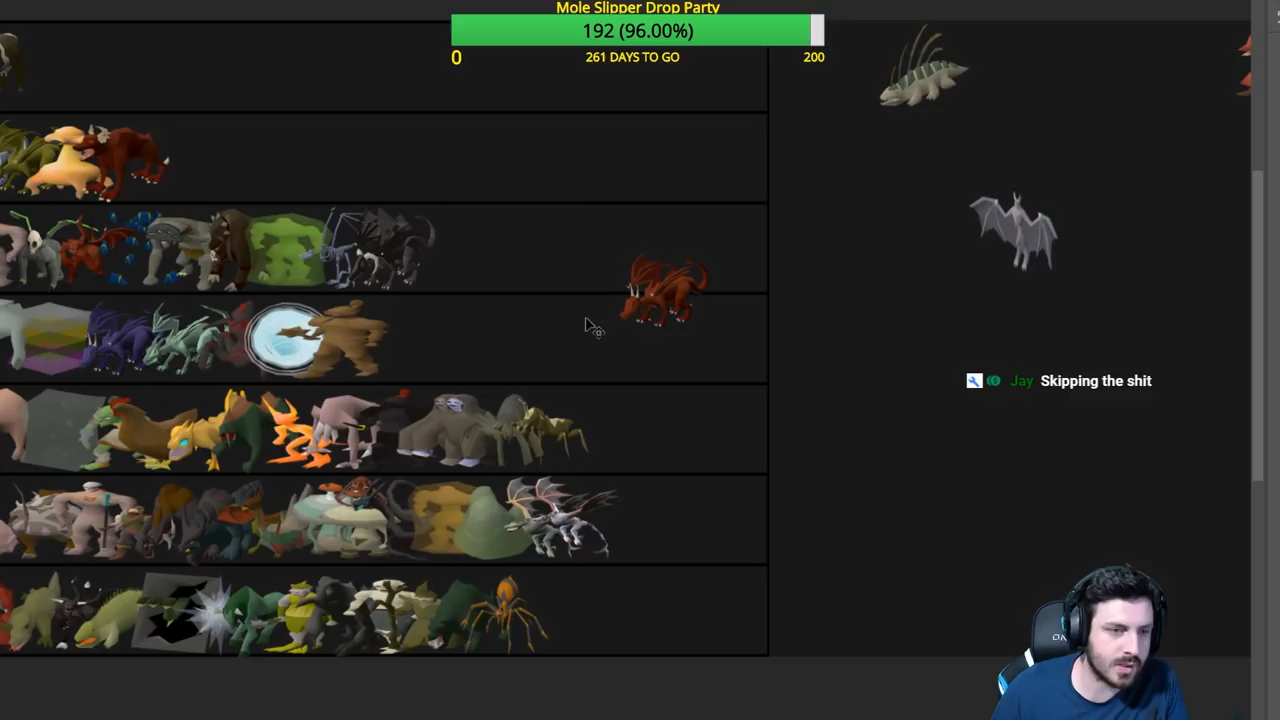 Mole Slipper Drop Party
192 (96.00%)
0 261 DAYS TO GO 200
Jay Skipping the shit